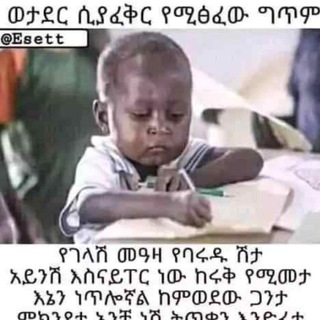 ወታደር ሲያፈቅር የሚፅፈው ግጥም
@Esett
የገላሽ መዓዛ የባሩዱ ሽታ
አይንሽ እስናይፐር ነው ከሩቅ የሚመታ
እኔን ነጥሎኛል ከምወደው ጋንታ